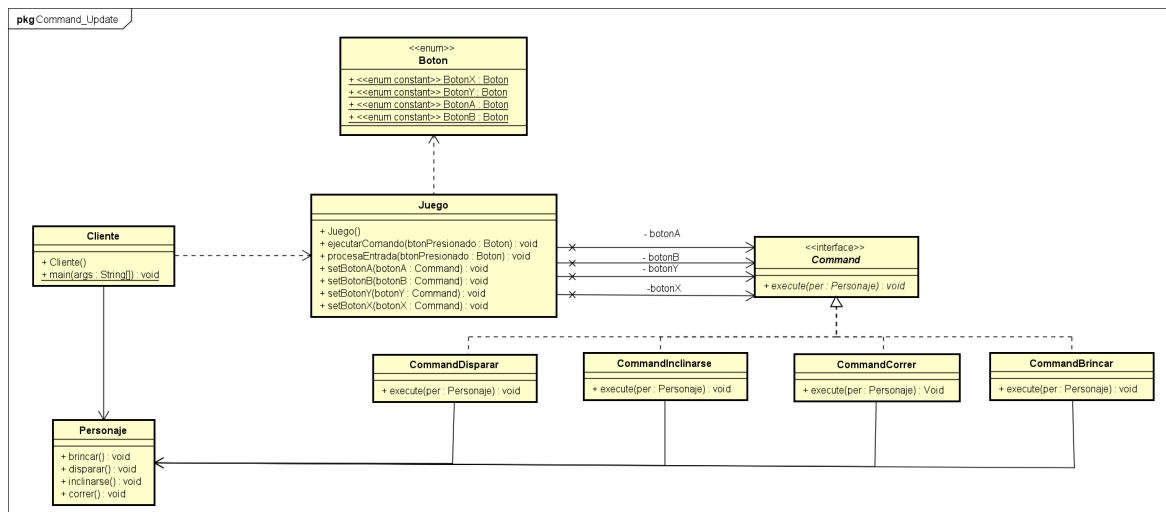 pkg Command_Update
<<enum>>
Boton
+ <<enum constant>> BotonX : Boton
+ <<enum constant>> BotonY : Boton
+ <<enum constant>> BotonA : Boton
+ <<enum constant>> BotonB : Boton
Juego
+ Juego()
+ ejecutarComando(btonPresionado : Boton) : void
+ procesaEntrada(btonPresionado : Boton) : void
+ setBotonA(botonA : Command) : void
+ setBotonB(botonB : Command) : void
+ setBotonY(botonY : Command) : void
+ setBotonX(botonX : Command) : void
Cliente
+ Cliente()
+ main(args : String[]) : void
- botonA
- botonB
- botonY
-botonX
<<interface>>
Command
+ execute(per : Personaje) : void
CommandDisparar
+ execute(per : Personaje) : void
CommandInclinarse
+ execute(per : Personaje) : void
CommandCorrer
+ execute(per : Personaje) : Void
CommandBrincar
+ execute(per : Personaje) : void
Personaje
+ brincar() : void
+ disparar() : void
+ inclinarse() : void
+ correr() : void